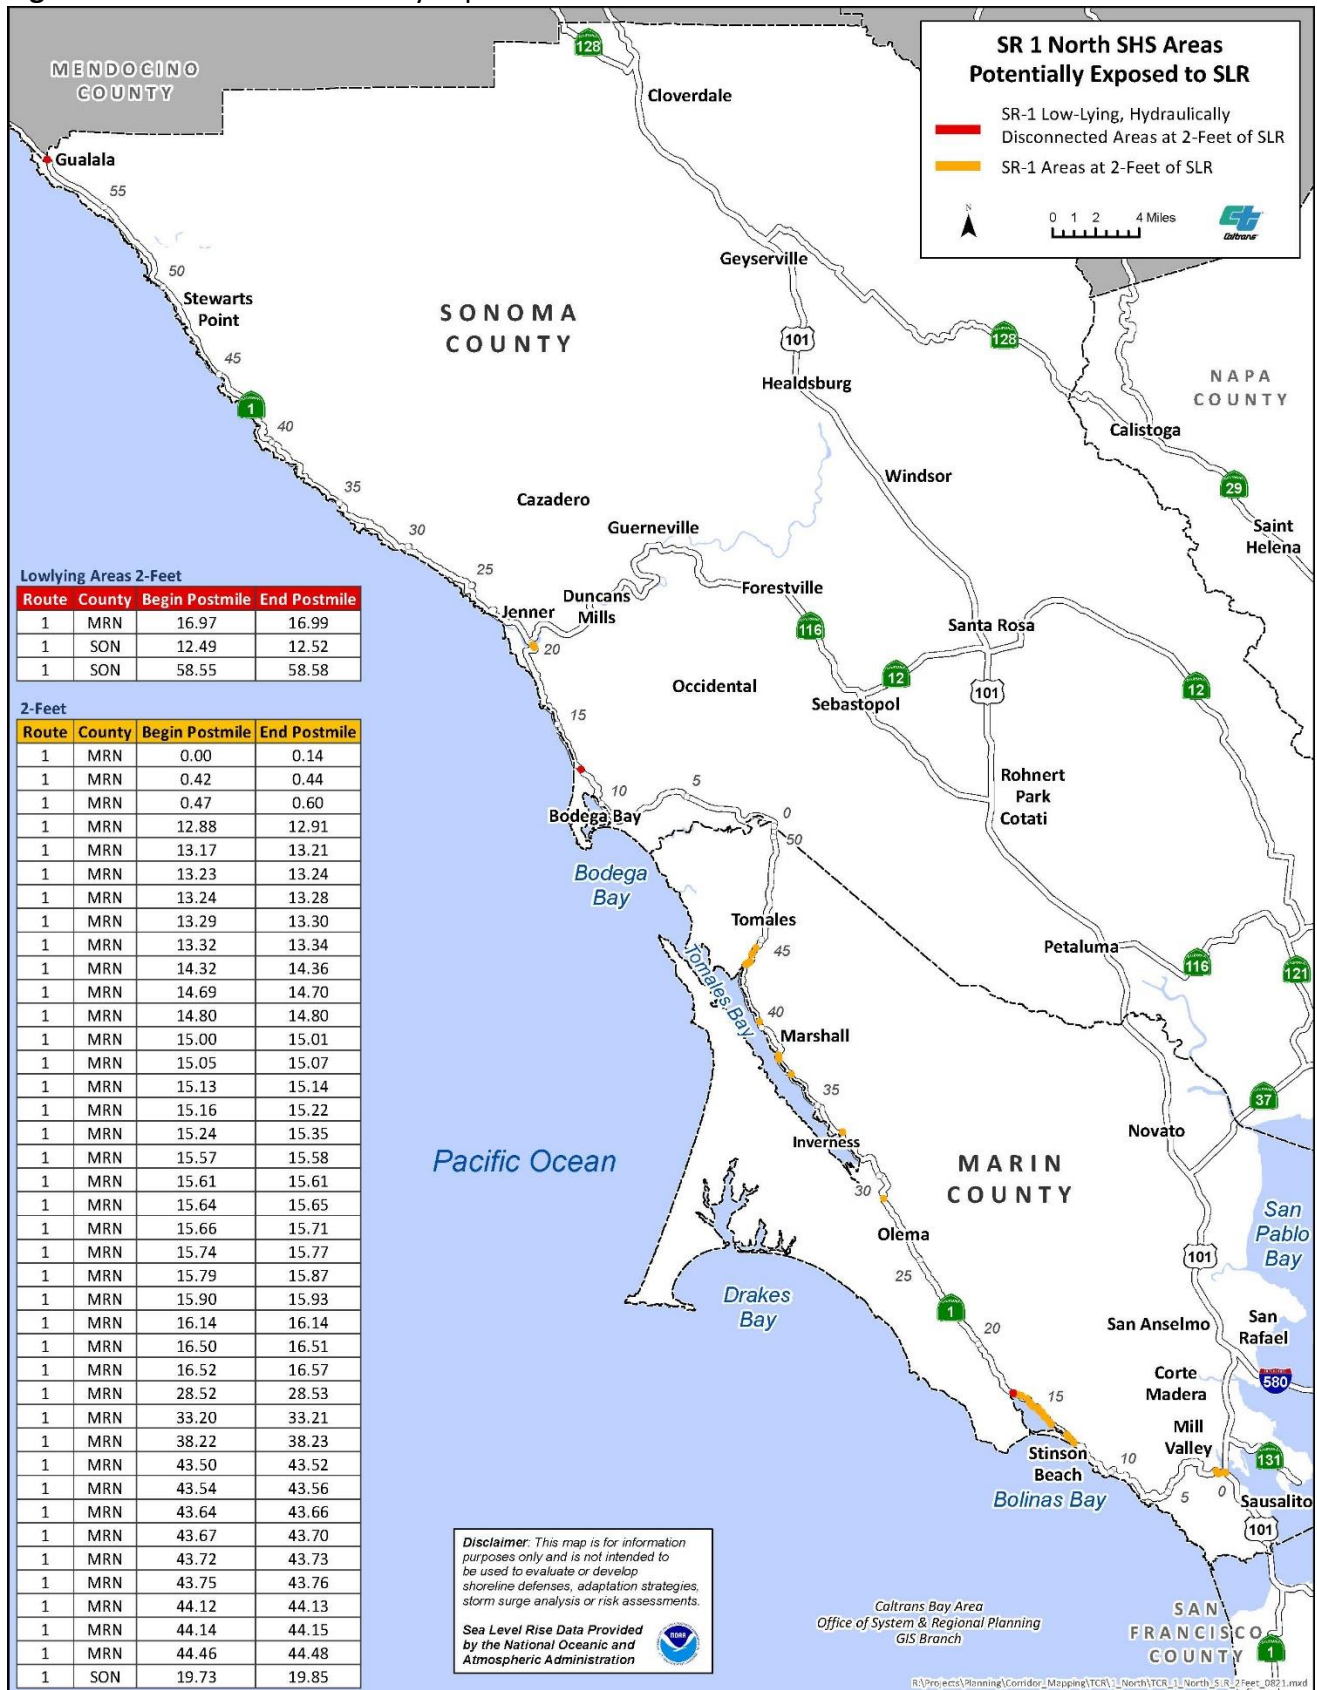 SR 1 North SHS Areas
Potentially Exposed to SLR
SR-1 Low-Lying, Hydraulically
Disconnected Areas at 2-Feet of SLR
SR-1 Areas at 2-Feet of SLR
N
0 1 2 4 Miles
Caltrans
MENDOCINO
COUNTY
128
Cloverdale
Gualala
55
50
Stewarts
Point
Geyserville
SONOMA
COUNTY
101
128
45
Healdsburg
NAPA
COUNTY
1
40
Calistoga
35
Cazadero
Windsor
29
30
Guerneville
Saint
Helena
25
Forestville
Jenner
Duncans
Mills
116
Santa Rosa
20
12
Occidental
101
12
Sebastopol
15
5
10
Rohnert
Park
Cotati
Bodega Bay
0
50
Bodega
Bay
Tomales
45
Petaluma
116
121
Tomales Bay
40
Marshall
35
37
Novato
Inverness
Pacific Ocean
MARIN
COUNTY
30
San
Pablo
Bay
Olema
101
25
Drakes
Bay
1
20
San Anselmo
San
Rafael
Corte
Madera
580
15
Mill
Valley
Stinson
Beach
10
131
Bolinas Bay
5
0
Sausalito
101
SAN
FRANCISCO
COUNTY
1
Lowlying Areas 2-Feet
Route County Begin Postmile End Postmile
1 MRN 16.97 16.99
1 SON 12.49 12.52
1 SON 58.55 58.58
2-Feet
Route County Begin Postmile End Postmile
1 MRN 0.00 0.14
1 MRN 0.42 0.44
1 MRN 0.47 0.60
1 MRN 12.88 12.91
1 MRN 13.17 13.21
1 MRN 13.23 13.24
1 MRN 13.24 13.28
1 MRN 13.29 13.30
1 MRN 13.32 13.34
1 MRN 14.32 14.36
1 MRN 14.69 14.70
1 MRN 14.80 14.80
1 MRN 15.00 15.01
1 MRN 15.05 15.07
1 MRN 15.13 15.14
1 MRN 15.16 15.22
1 MRN 15.24 15.35
1 MRN 15.57 15.58
1 MRN 15.61 15.61
1 MRN 15.64 15.65
1 MRN 15.66 15.71
1 MRN 15.74 15.77
1 MRN 15.79 15.87
1 MRN 15.90 15.93
1 MRN 16.14 16.14
1 MRN 16.50 16.51
1 MRN 16.52 16.57
1 MRN 28.52 28.53
1 MRN 33.20 33.21
1 MRN 38.22 38.23
1 MRN 43.50 43.52
1 MRN 43.54 43.56
1 MRN 43.64 43.66
1 MRN 43.67 43.70
1 MRN 43.72 43.73
1 MRN 43.75 43.76
1 MRN 44.12 44.13
1 MRN 44.14 44.15
1 MRN 44.46 44.48
1 SON 19.73 19.85
Disclaimer: This map is for information
purposes only and is not intended to
be used to evaluate or develop
shoreline defenses, adaptation strategies,
storm surge analysis or risk assessments.
Sea Level Rise Data Provided
by the National Oceanic and
Atmospheric Administration
NOAA
Caltrans Bay Area
Office of System & Regional Planning
GIS Branch
R:\Projects\Planning\Corridor_Mapping\TCR\1_North\TCR_1_North_SLR_2Feet_0821.mxd